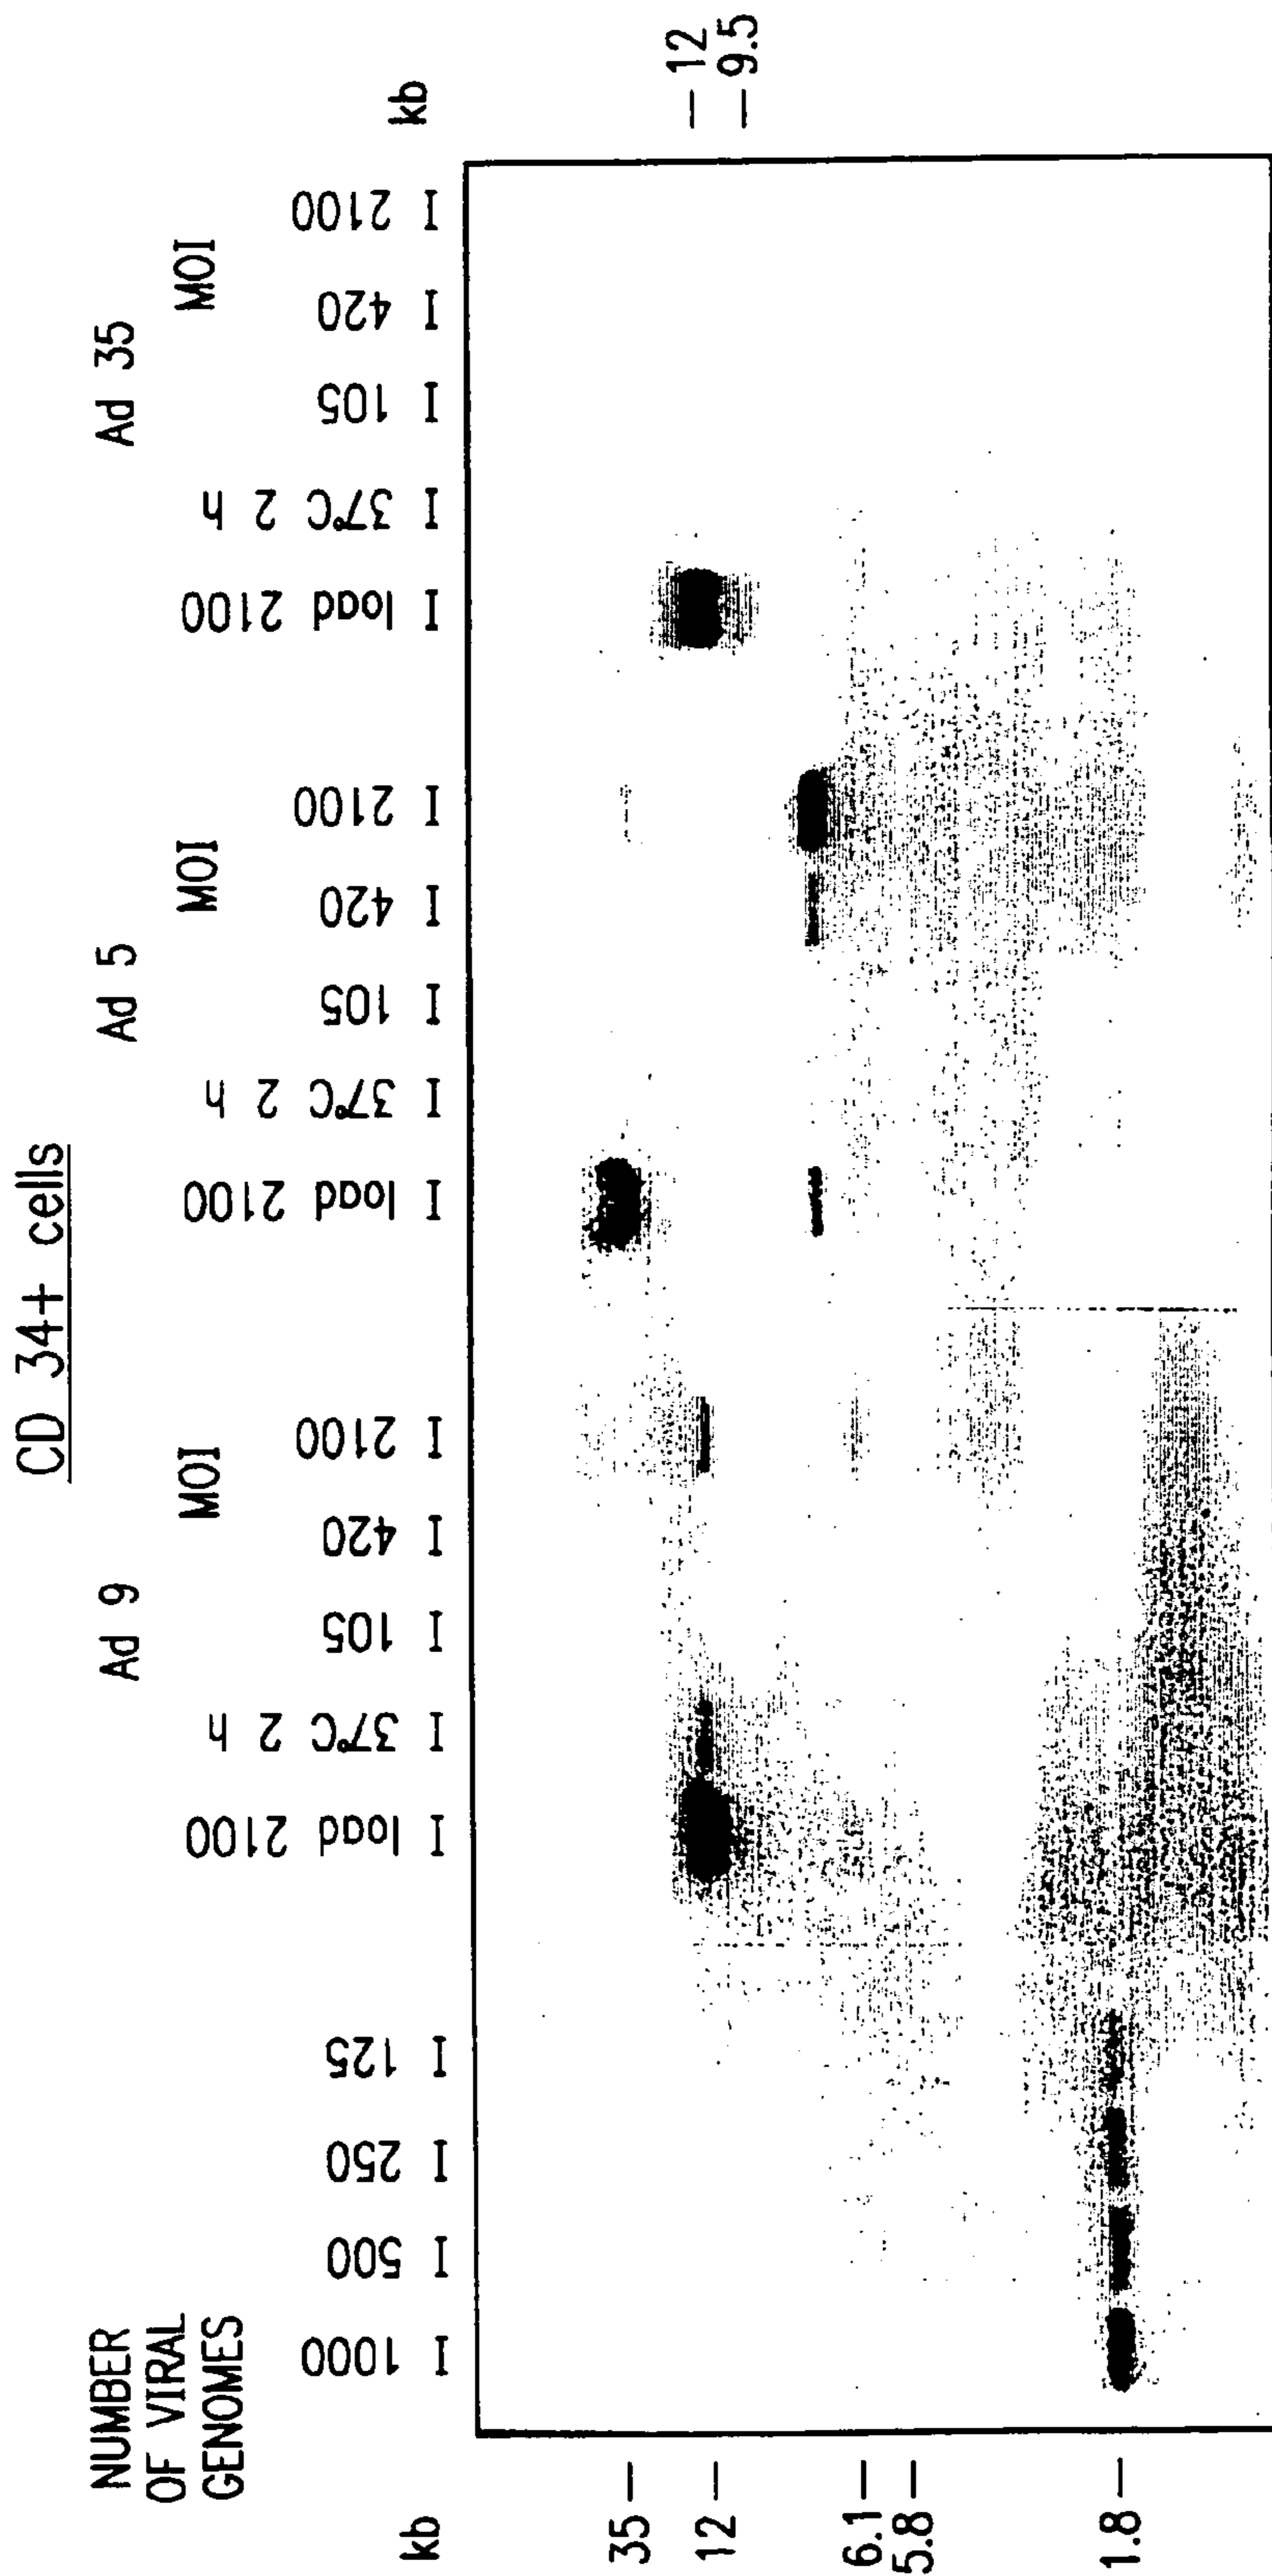 CD 34+ cells
NUMBER
OF VIRAL
GENOMES
Ad 9
Ad 5
Ad 35
MOI
MOI
MOI
kb
1000
500
250
125
load 2100
37°C 2 h
105
420
2100
load 2100
37°C 2 h
105
420
2100
load 2100
37°C 2 h
105
420
2100
kb
35
12
6.1
5.8
1.8
12
9.5